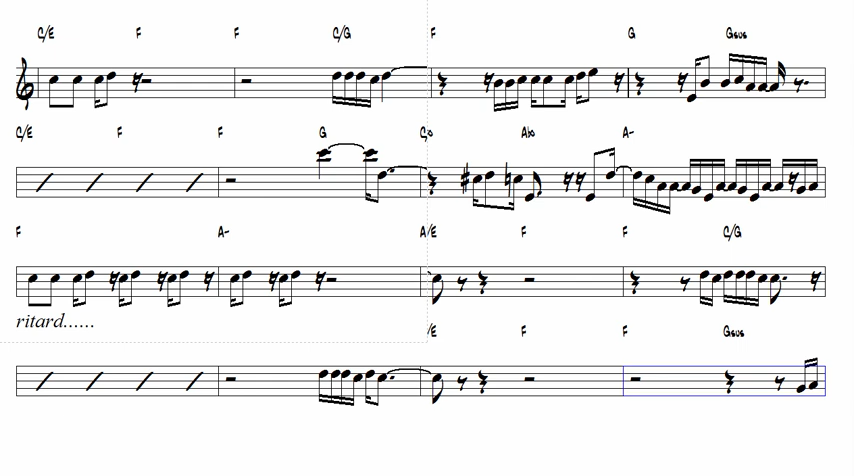 C/E F F C/G F G Gsus
C/E F F G Ab A-
F A- A/E F F C/G
ritard......
/E F F Gsus